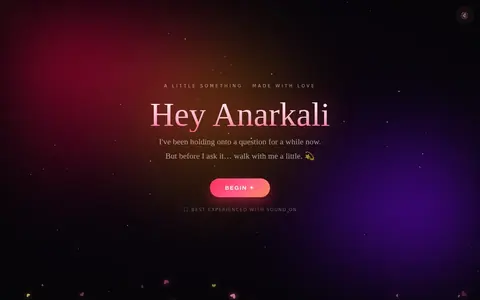 A LITTLE SOMETHING · MADE WITH LOVE
Hey Anarkali
I've been holding onto a question for a while now.
But before I ask it… walk with me a little. 💫
BEGIN ✦
🎧 BEST EXPERIENCED WITH SOUND ON